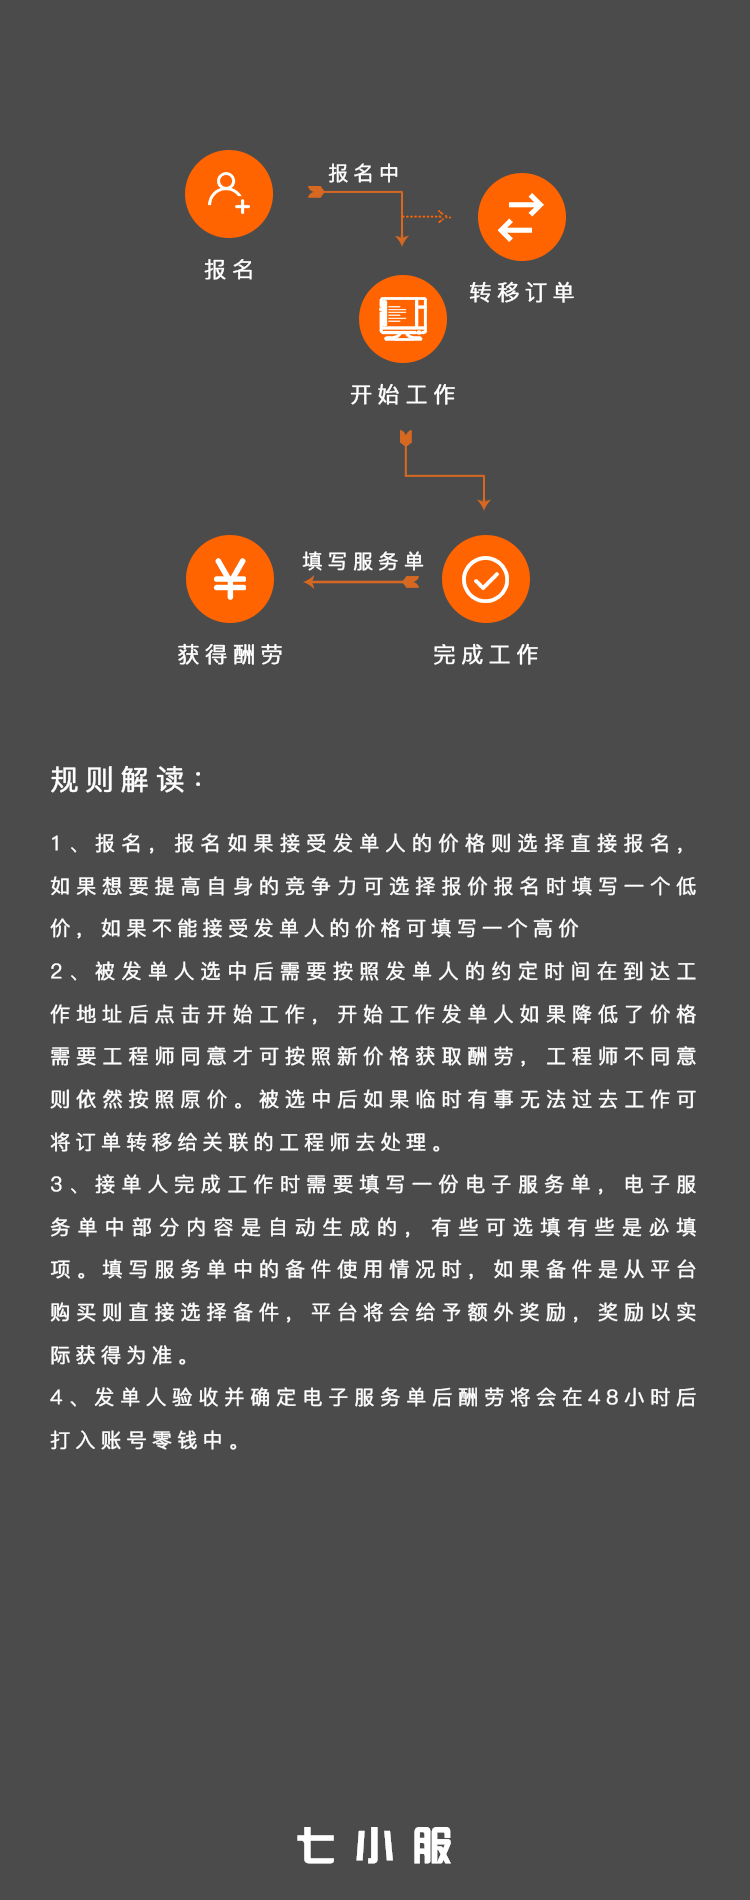 报名中
报名
转移订单
开始工作
填写服务单
获得酬劳
完成工作
规则解读：
1、报名，报名如果接受发单人的价格则选择直接报名，
如果想要提高自身的竞争力可选择报价报名时填写一个低
价，如果不能接受发单人的价格可填写一个高价
2、被发单人选中后需要按照发单人的约定时间在到达工
作地址后点击开始工作，开始工作发单人如果降低了价格
需要工程师同意才可按照新价格获取酬劳，工程师不同意
则依然按照原价。被选中后如果临时有事无法过去工作可
将订单转移给关联的工程师去处理。
3、接单人完成工作时需要填写一份电子服务单，电子服
务单中部分内容是自动生成的，有些可选填有些是必填
项。填写服务单中的备件使用情况时，如果备件是从平台
购买则直接选择备件，平台将会给予额外奖励，奖励以实
际获得为准。
4、发单人验收并确定电子服务单后酬劳将会在48小时后
打入账号零钱中。
七小服